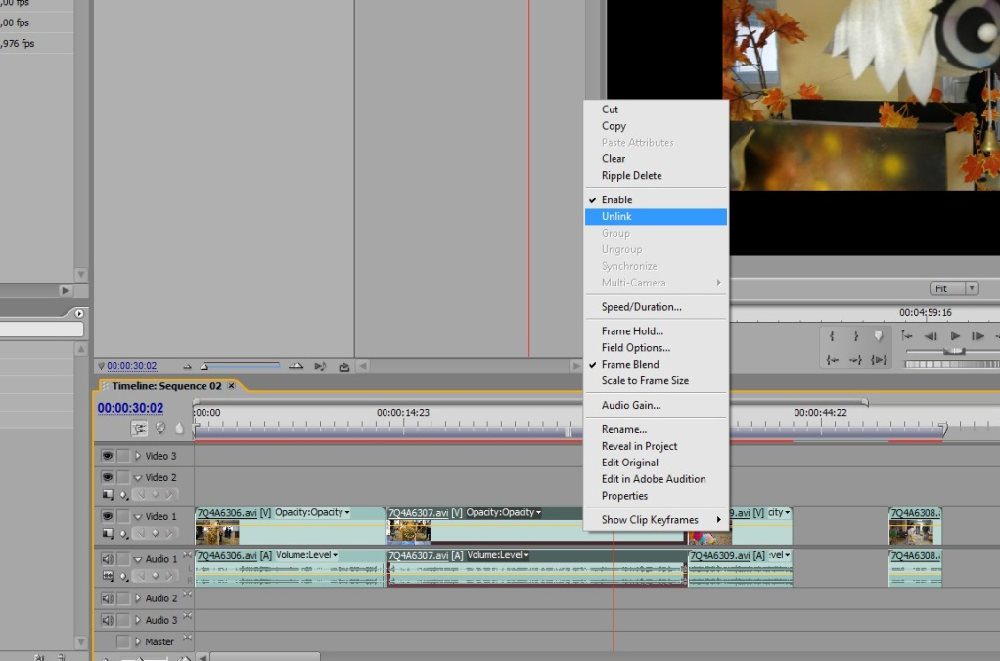 ,00 fps
,00 fps
,976 fps
Cut
Copy
Paste Attributes
Clear
Ripple Delete
Enable
Unlink
Group
Ungroup
Synchronize
Multi-Camera
Speed/Duration...
Frame Hold...
Field Options...
Frame Blend
Scale to Frame Size
Audio Gain...
Rename...
Reveal in Project
Edit Original
Edit in Adobe Audition
Properties
Show Clip Keyframes
Fit
00:04:59:16
00:00:30:02
Timeline: Sequence 02
00:00:30:02
:00:00
00:00:14:23
00:00:44:22
Video 3
Video 2
Video 1
7Q4A6306.avi [V] Opacity:Opacity
7Q4A6307.avi [V] Opacity:Opacity
.avi [V] city
7Q4A6308.
Audio 1
L
R
7Q4A6306.avi [A] Volume:Level
7Q4A6307.avi [A] Volume:Level
7Q4A6309.avi [A] :vel
7Q4A6308..
Audio 2
Audio 3
Master